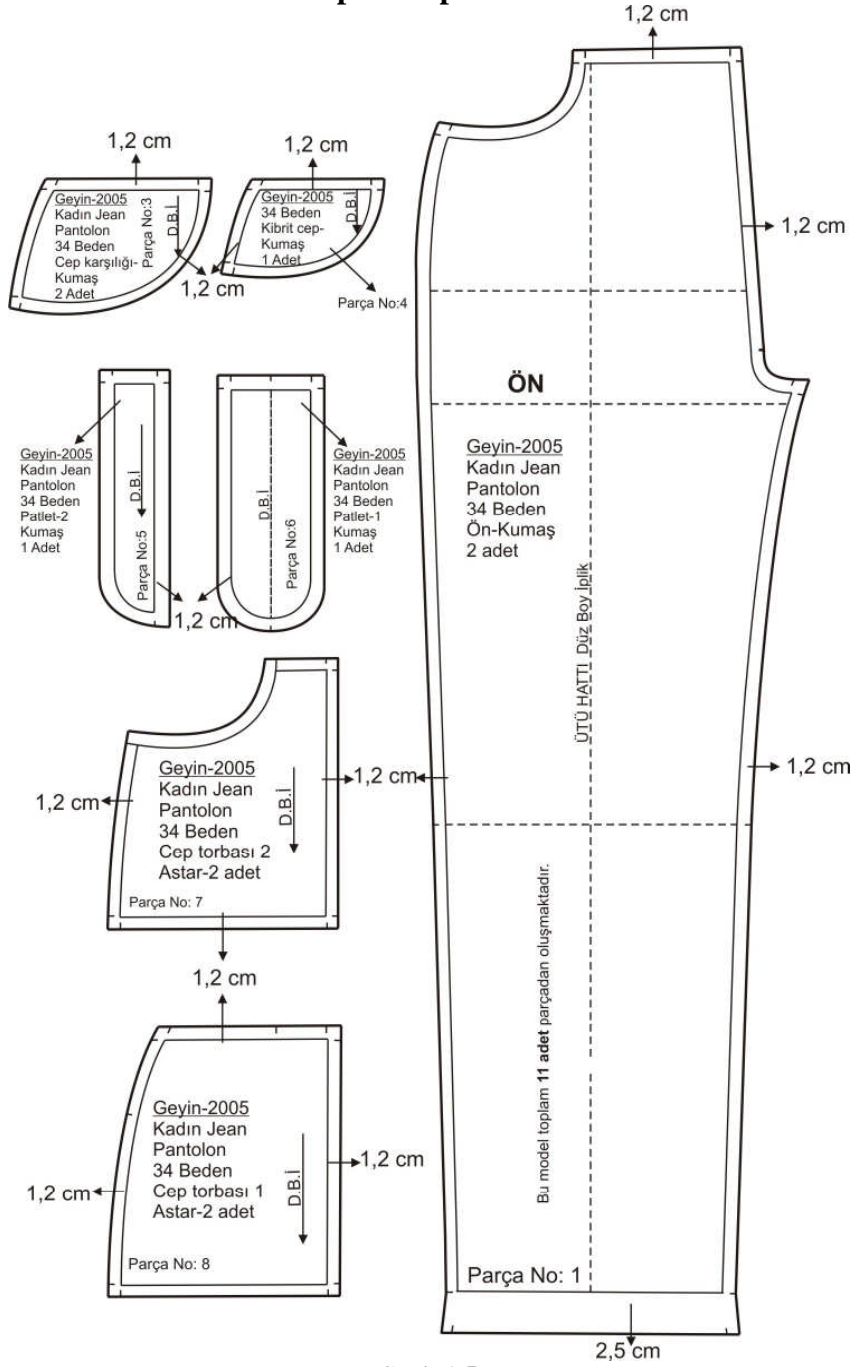 1,2 cm
1,2 cm
1,2 cm
Geyin-2005
Kadın Jean
Pantolon
34 Beden
Cep karşılığı-
Kumaş
2 Adet
Parça No:3
D.B.İ
Geyin-2005
34 Beden
Kibrit cep-
Kumaş
1 Adet
D.B.İ
1,2 cm
Parça No:4
1,2 cm
ÖN
Geyin-2005
Kadın Jean
Pantolon
34 Beden
Patlet-2
Kumaş
1 Adet
D.B.İ
Parça No:5
D.B.İ
Parça No:6
Geyin-2005
Kadın Jean
Pantolon
34 Beden
Patlet-1
Kumaş
1 Adet
1,2 cm
Geyin-2005
Kadın Jean
Pantolon
34 Beden
Ön-Kumaş
2 adet
ÜTÜ HATTI Düz Boy İplik
Geyin-2005
Kadın Jean
Pantolon
34 Beden
Cep torbası 2
Astar-2 adet
D.B.İ
Parça No: 7
1,2 cm
1,2 cm
1,2 cm
1,2 cm
Bu model toplam 11 adet parçadan oluşmaktadır.
Geyin-2005
Kadın Jean
Pantolon
34 Beden
Cep torbası 1
Astar-2 adet
D.B.İ
1,2 cm
1,2 cm
Parça No: 8
Parça No: 1
2,5 cm